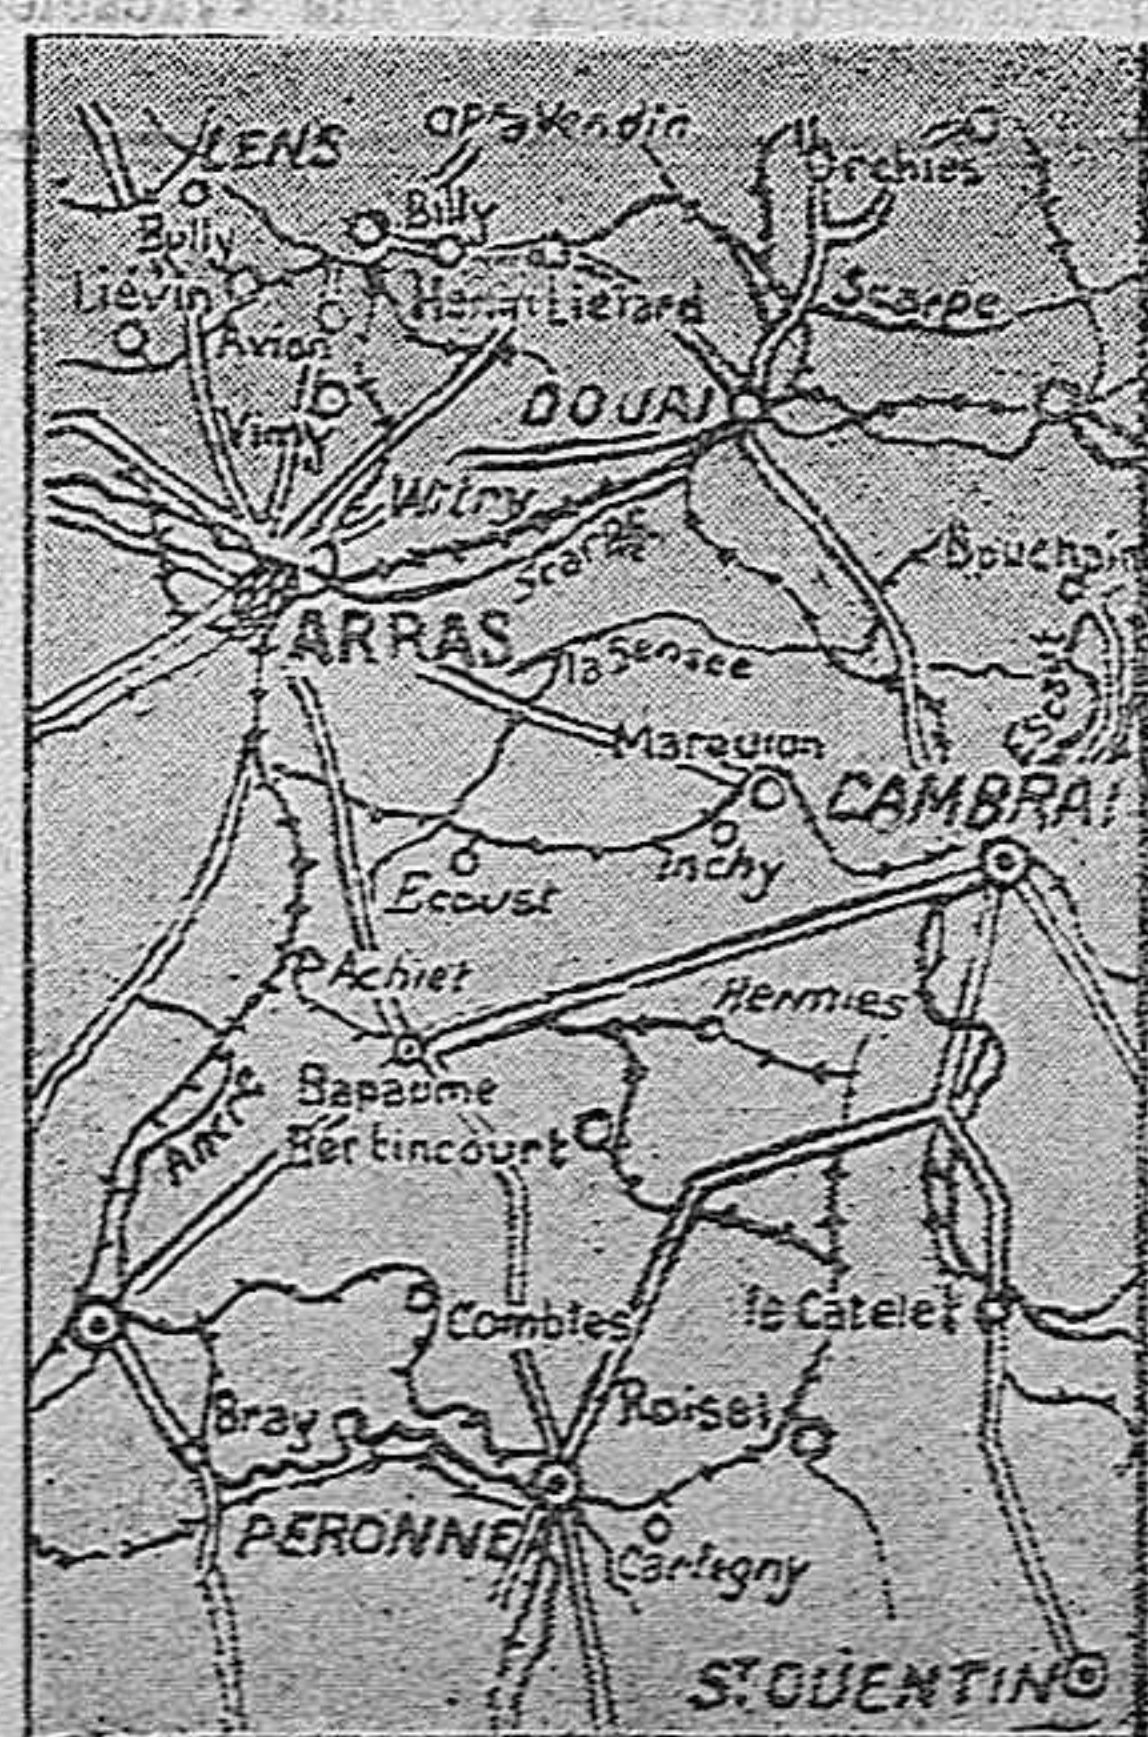 LENS
Vendin
Orchies
Billy
Bully
Liévin
Liétard
Scarpe
Avion
DOUAI
Vimy
Vitry
Scarpe
Bouchain
ARRAS
la Sensée
Escaut
Marquion
CAMBRAI
Inchy
Ecoust
Achiet
Hermies
Bapaume
Ancre
Bertincourt
Combles
le Catelet
Bray
Roisel
PERONNE
Cartigny
ST QUENTIN